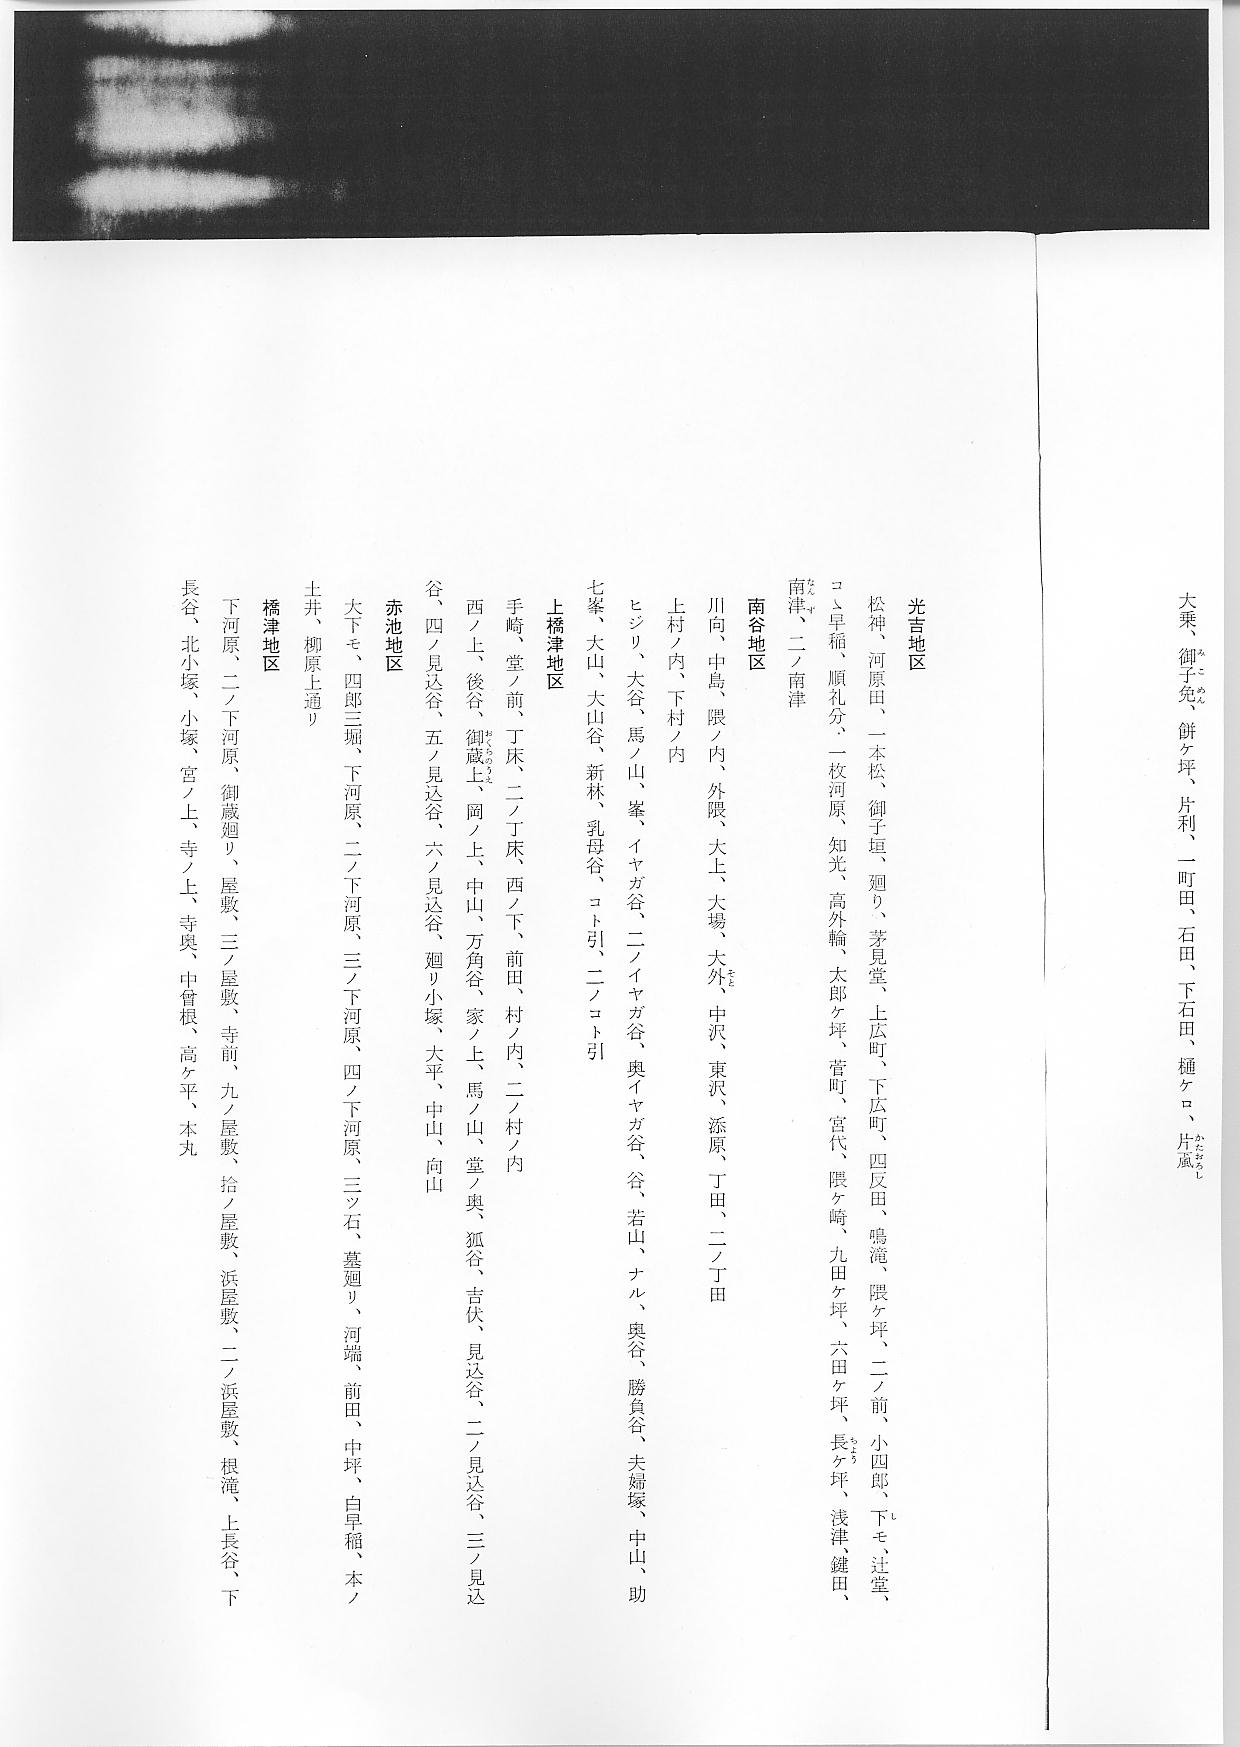 大乗、御子免、餅ケ坪、片利、一町田、石田、下石田、樋ケ口、片颪
光吉地区
松神、河原田、一本松、御子垣、廻り、茅見堂、上広町、下広町、四反田、鳴滝、隈ケ坪、二ノ前、小四郎、下モ、辻堂、
コヽ早稲、順礼分、一枚河原、知光、高外輪、太郎ケ坪、菅町、宮代、隈ケ崎、九田ケ坪、六田ケ坪、長ケ坪、浅津、鍵田、
南津、二ノ南津
南谷地区
川向、中島、隈ノ内、外隈、大上、大場、大外、中沢、東沢、添原、丁田、二ノ丁田
上村ノ内、下村ノ内
ヒジリ、大谷、馬ノ山、峯、イヤガ谷、二ノイヤガ谷、奥イヤガ谷、谷、若山、ナル、奥谷、勝負谷、夫婦塚、中山、助
七峯、大山、大山谷、新林、乳母谷、コト引、二ノコト引
上橋津地区
手崎、堂ノ前、丁床、二ノ丁床、西ノ下、前田、村ノ内、二ノ村ノ内
西ノ上、後谷、御蔵上、岡ノ上、中山、万角谷、家ノ上、馬ノ山、堂ノ奥、狐谷、吉伏、見込谷、二ノ見込谷、三ノ見込
谷、四ノ見込谷、五ノ見込谷、六ノ見込谷、廻リ小塚、大平、中山、向山
赤池地区
大下モ、四郎三堀、下河原、二ノ下河原、三ノ下河原、四ノ下河原、三ツ石、墓廻リ、河端、前田、中坪、白早稲、本ノ
土井、柳原上通リ
橋津地区
下河原、二ノ下河原、御蔵廻リ、屋敷、三ノ屋敷、寺前、九ノ屋敷、拾ノ屋敷、浜屋敷、二ノ浜屋敷、根滝、上長谷、下
長谷、北小塚、小塚、宮ノ上、寺ノ上、寺奥、中曾根、高ケ平、本丸